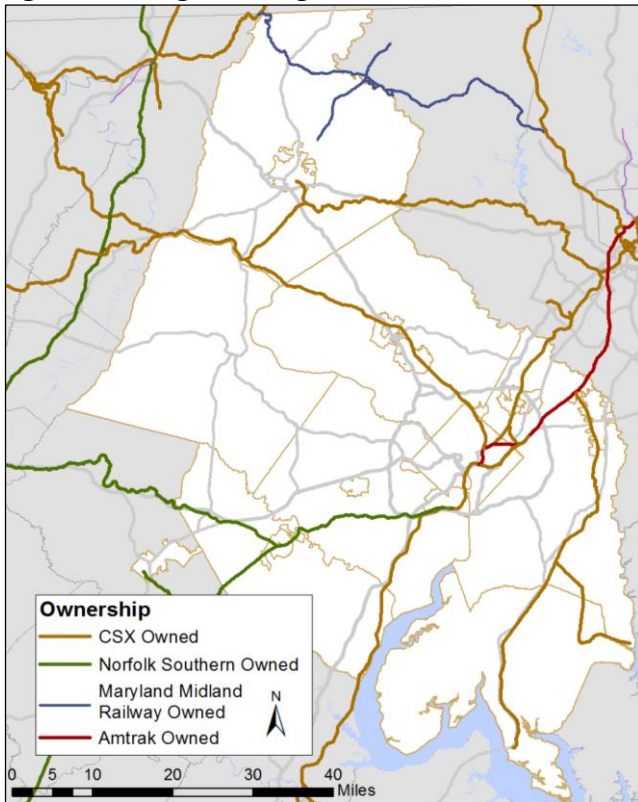 Ownership
CSX Owned
Norfolk Southern Owned
Maryland Midland
Railway Owned
Amtrak Owned
N
0 5 10 20 30 40
Miles